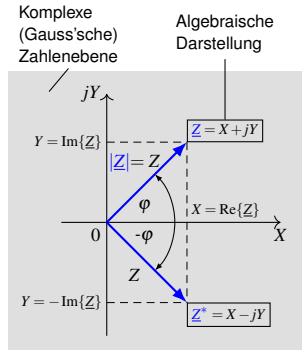 Komplexe
(Gauss'sche)
Zahlenebene
Algebraische
Darstellung
jY
Y = Im{Z}
Z = X + jY
|Z| = Z
φ
X = Re{Z}
0
-φ
X
Z
Y = −Im{Z}
Z* = X − jY